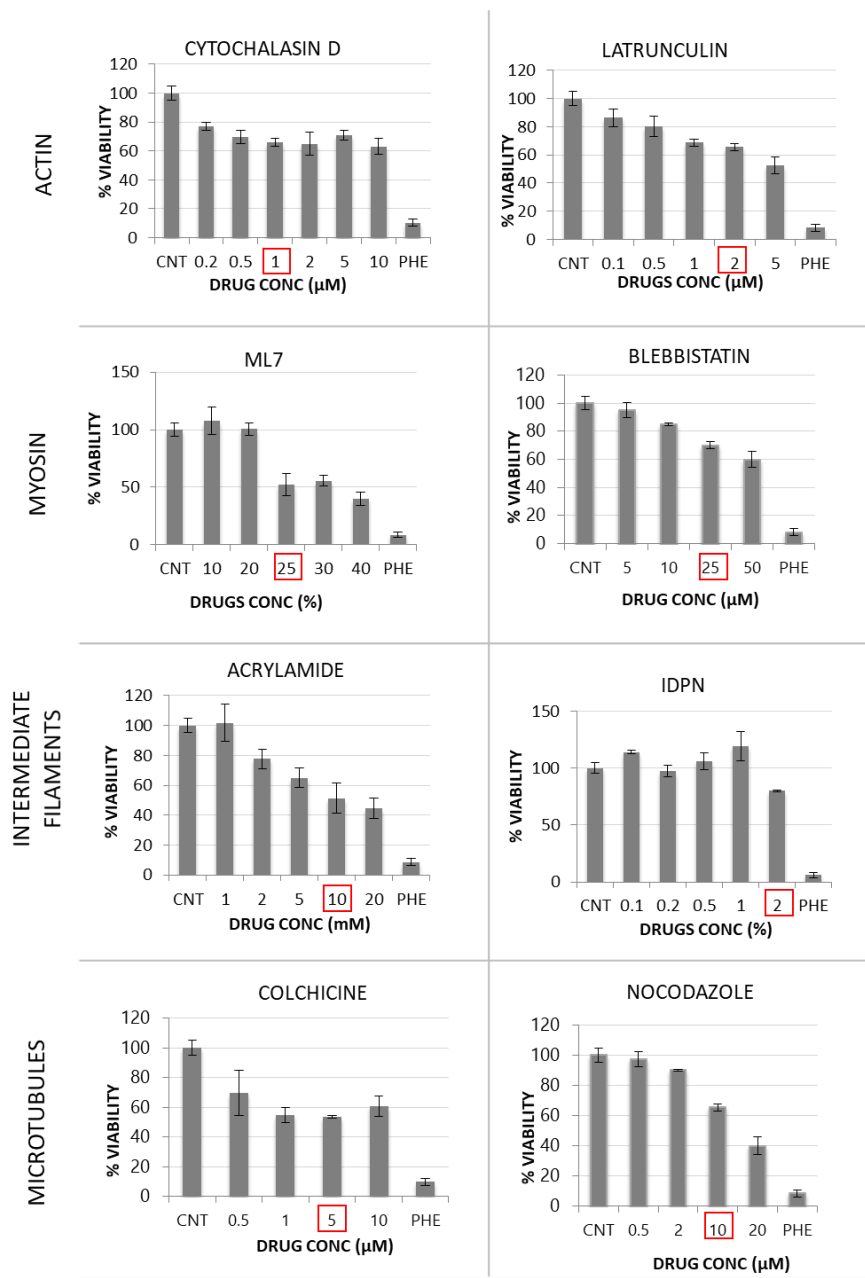 ACTIN
CYTOCHALASIN D
% VIABILITY
120
100
80
60
40
20
0
CNT 0.2 0.5 1 2 5 10 PHE
DRUG CONC (µM)
LATRUNCULIN
% VIABILITY
120
100
80
60
40
20
0
CNT 0.1 0.5 1 2 5 PHE
DRUGS CONC (µM)
MYOSIN
ML7
% VIABILITY
150
100
50
0
CNT 10 20 25 30 40 PHE
DRUGS CONC (%)
BLEBBISTATIN
% VIABILITY
120
100
80
60
40
20
0
CNT 5 10 25 50 PHE
DRUG CONC (µM)
INTERMEDIATE
FILAMENTS
ACRYLAMIDE
% VIABILITY
120
100
80
60
40
20
0
CNT 1 2 5 10 20 PHE
DRUG CONC (mM)
IDPN
% VIABILITY
150
100
50
0
CNT 0.1 0.2 0.5 1 2 PHE
DRUGS CONC (%)
MICROTUBULES
COLCHICINE
% VIABILITY
120
100
80
60
40
20
0
CNT 0.5 1 5 10 PHE
DRUG CONC (µM)
NOCODAZOLE
% VIABILITY
120
100
80
60
40
20
0
CNT 0.5 2 10 20 PHE
DRUG CONC (µM)